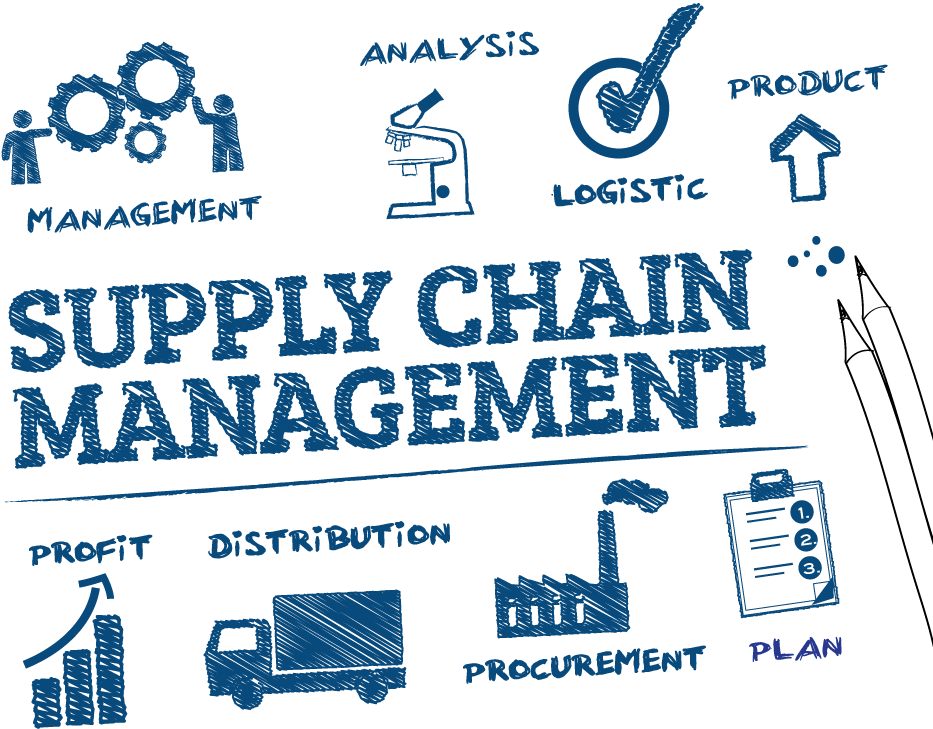 ANALYSIS
PRODUCT
LOGISTIC
MANAGEMENT
SUPPLY CHAIN
MANAGEMENT
PROFIT
DISTRIBUTION
1.
2.
3.
PROCUREMENT
PLAN